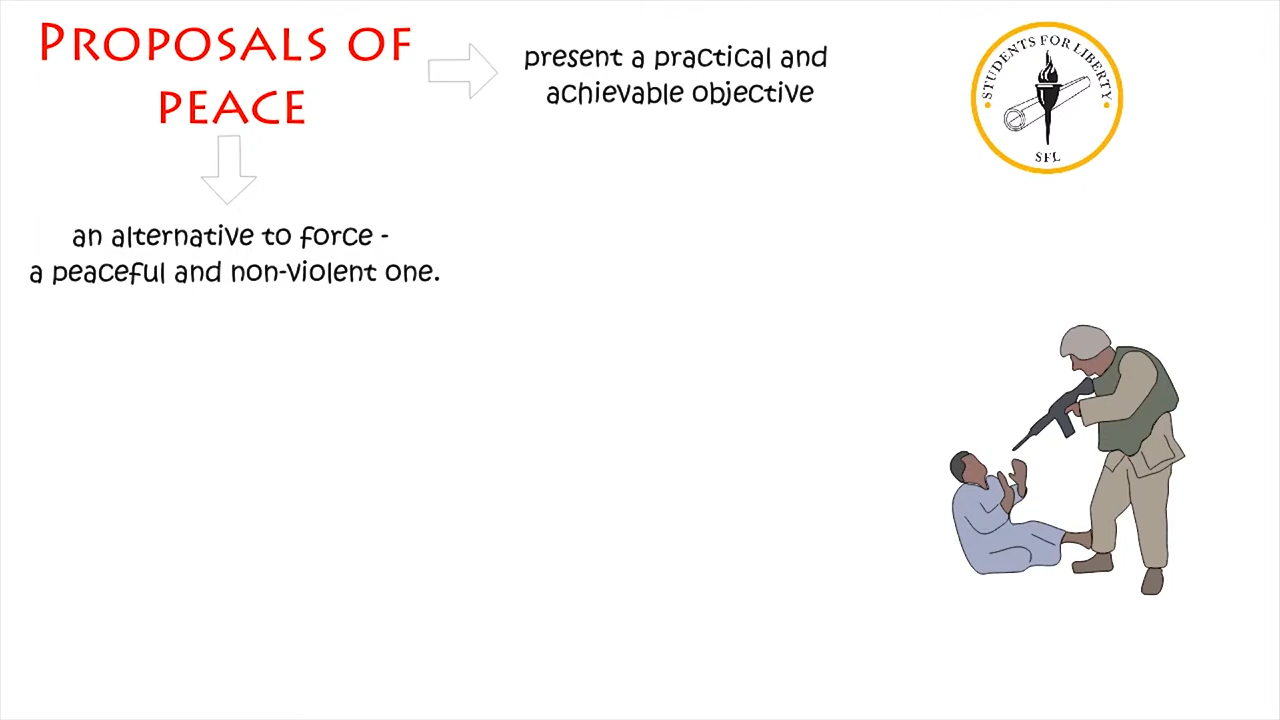 PROPOSALS OF
PEACE
present a practical and
achievable objective
an alternative to force -
a peaceful and non-violent one.
STUDENTS FOR LIBERTY
SFL